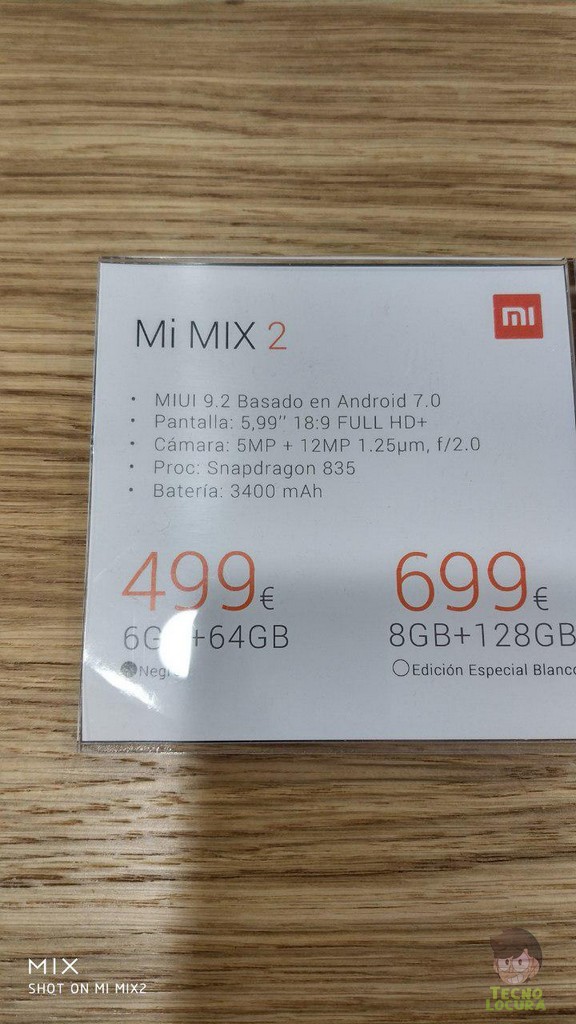 Mi MIX 2
mi
• MIUI 9.2 Basado en Android 7.0
• Pantalla: 5,99’’ 18:9 FULL HD+
• Cámara: 5MP + 12MP 1.25µm, f/2.0
• Proc: Snapdragon 835
• Batería: 3400 mAh
499€ 699€
+64GB 8GB+128GB
Edición Especial Blanco
MIX
SHOT ON MI MIX2
TECNO
LOCURA